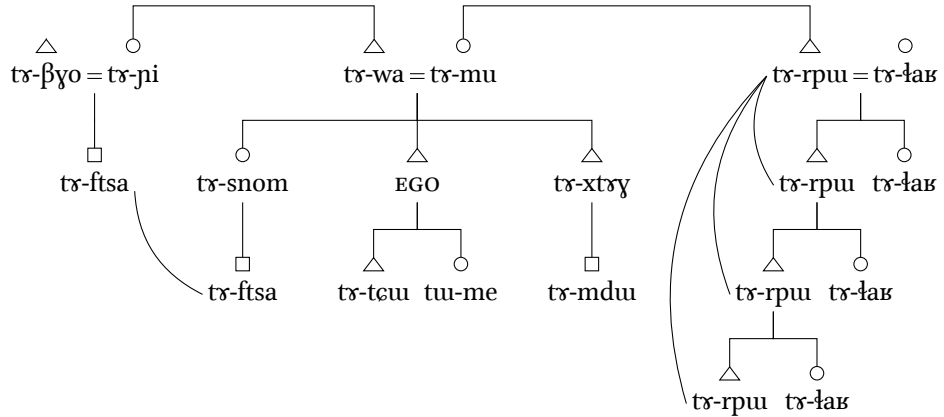 tɤ-βɣo = tɤ-ɲi tɤ-wa = tɤ-mu tɤ-rpɯ = tɤ-ɬaʁ
tɤ-ftsa tɤ-snom EGO tɤ-xtɤɣ tɤ-rpɯ tɤ-ɬaʁ
tɤ-ftsa tɤ-tɕɯ tɯ-me tɤ-mdɯ tɤ-rpɯ tɤ-ɬaʁ
tɤ-rpɯ tɤ-ɬaʁ